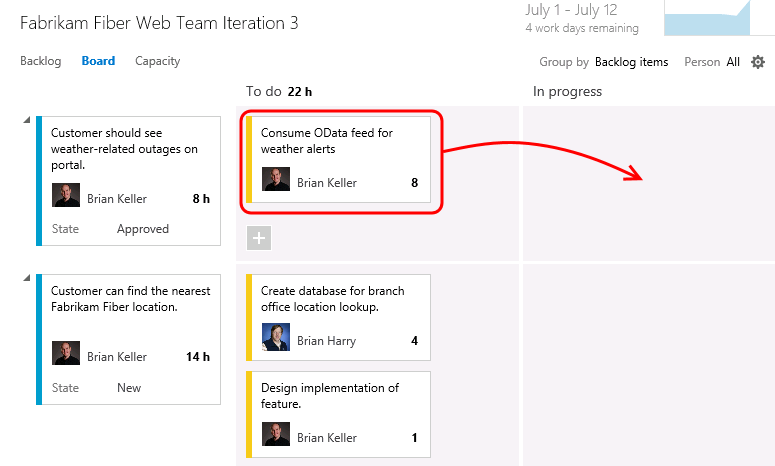 Fabrikam Fiber Web Team Iteration 3
July 1 - July 12
4 work days remaining
Backlog Board Capacity
Group by Backlog items Person All
To do 22 h
In progress
Customer should see
weather-related outages on
portal.
Brian Keller 8 h
State Approved
Consume OData feed for
weather alerts
Brian Keller 8
Customer can find the nearest
Fabrikam Fiber location.
Brian Keller 14 h
State New
Create database for branch
office location lookup.
Brian Harry 4
Design implementation of
feature.
Brian Keller 1